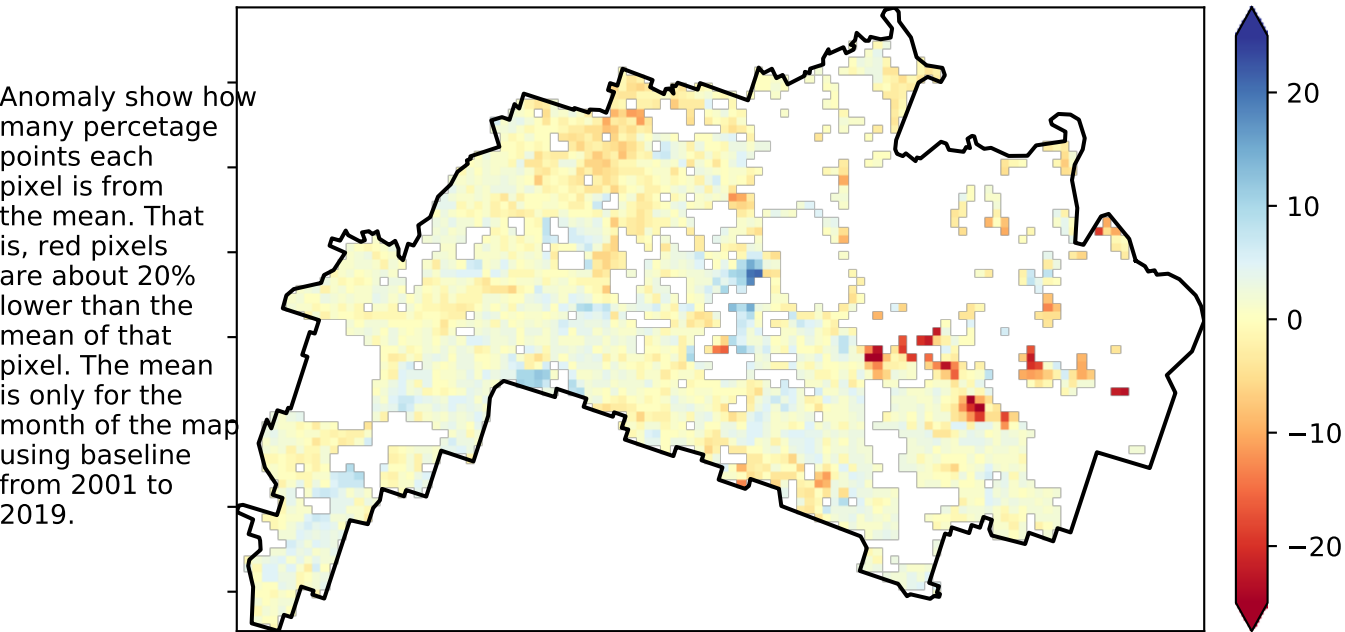 Anomaly show how
many percetage
points each
pixel is from
the mean. That
is, red pixels
are about 20%
lower than the
mean of that
pixel. The mean
is only for the
month of the map
using baseline
from 2001 to
2019.
20
10
0
−10
−20